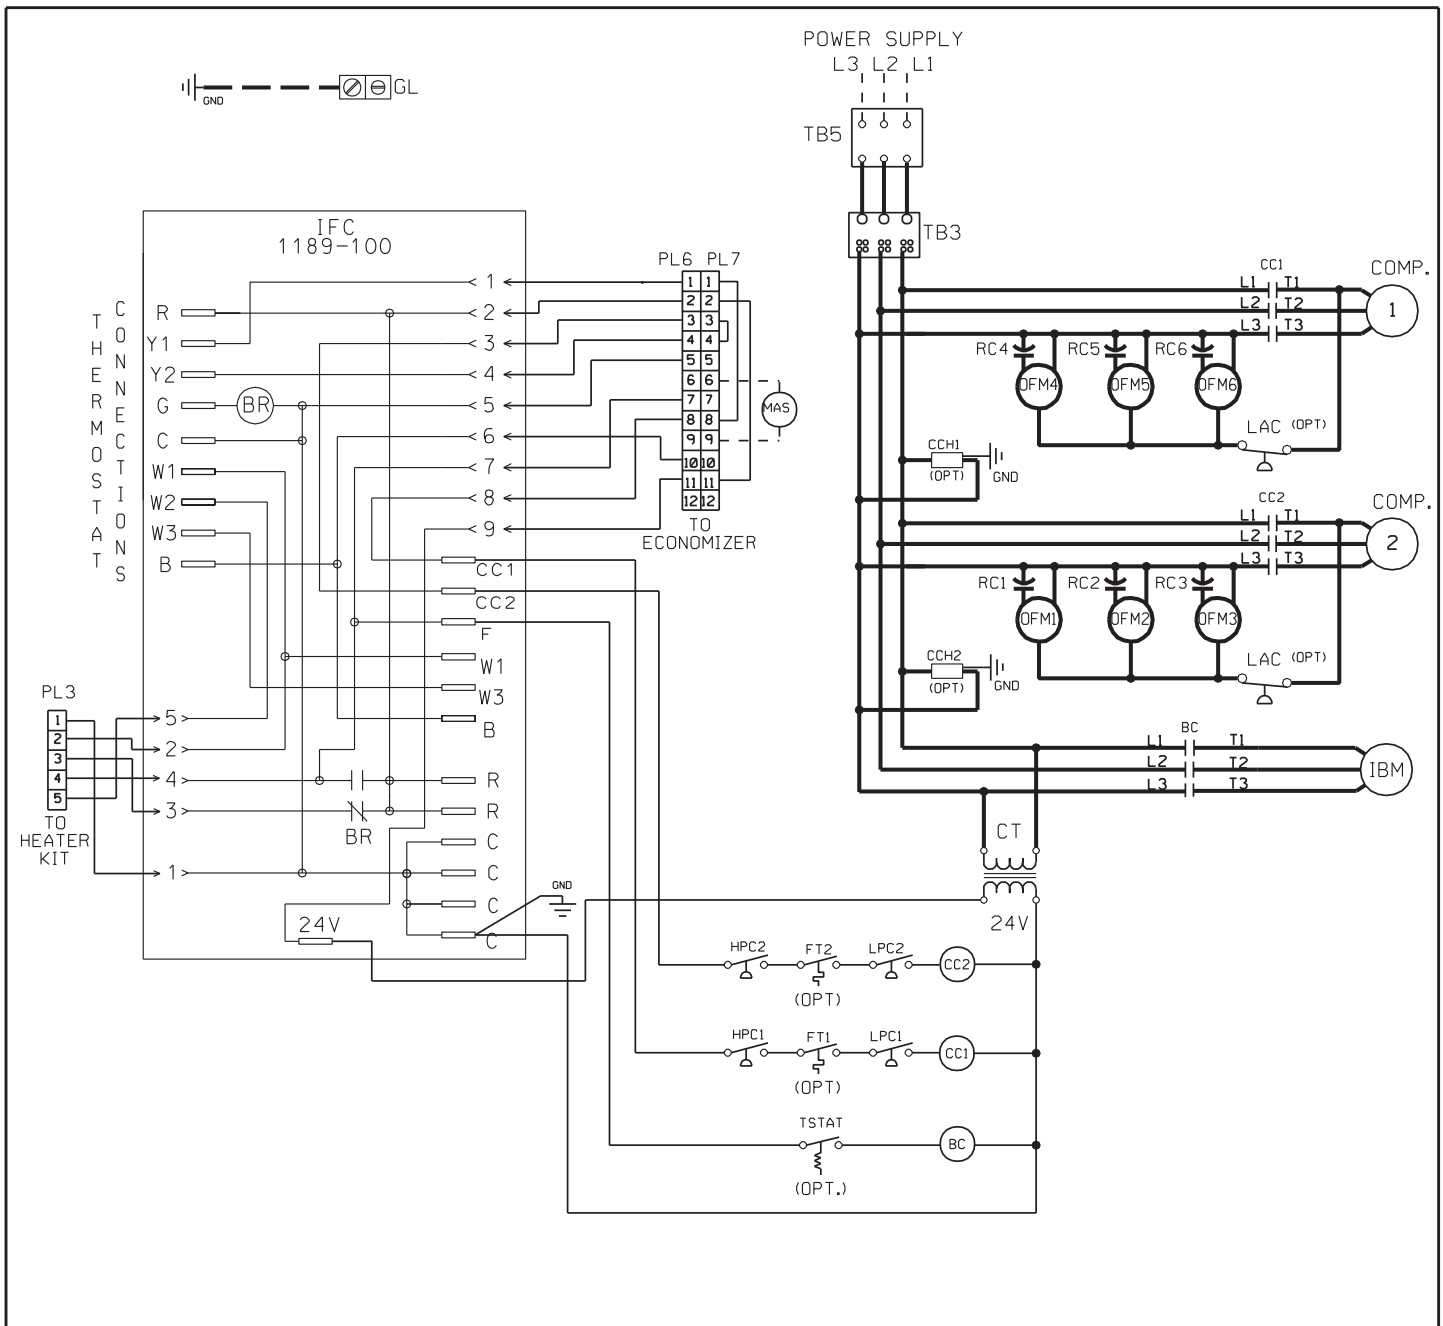 POWER SUPPLY
L3 L2 L1
GND
GL
TB5
TB3
IFC
1189-100
THERMOSTAT
CONNECTIONS
R
Y1
Y2
G
BR
C
W1
W2
W3
B
1
2
3
4
5
6
7
8
9
CC1
CC2
F
W1
W3
B
R
R
C
C
C
C
5
2
4
3
1
BR
24V
GND
PL3
1
2
3
4
5
TO
HEATER
KIT
PL6 PL7
1 1
2 2
3 3
4 4
5 5
6 6
7 7
8 8
9 9
10 10
11 11
12 12
TO
ECONOMIZER
MAS
CC1
COMP.
L1 T1
L2 T2
L3 T3
1
RC4 RC5 RC6
OFM4 OFM5 OFM6
LAC (OPT)
CCH1
(OPT)
GND
CC2
COMP.
L1 T1
L2 T2
L3 T3
2
RC1 RC2 RC3
OFM1 OFM2 OFM3
LAC (OPT)
CCH2
(OPT)
GND
BC
L1 T1
L2 T2
L3 T3
IBM
CT
24V
HPC2 FT2 LPC2
CC2
(OPT)
HPC1 FT1 LPC1
CC1
(OPT)
TSTAT
BC
(OPT.)